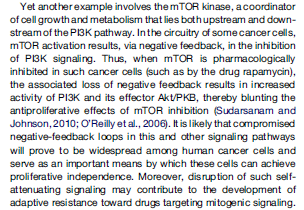 Yet another example involves the mTOR kinase, a coordinator
of cell growth and metabolism that lies both upstream and down-
stream of the PI3K pathway. In the circuitry of some cancer cells,
mTOR activation results, via negative feedback, in the inhibition
of PI3K signaling. Thus, when mTOR is pharmacologically
inhibited in such cancer cells (such as by the drug rapamycin),
the associated loss of negative feedback results in increased
activity of PI3K and its effector Akt/PKB, thereby blunting the
antiproliferative effects of mTOR inhibition (Sudarsanam and
Johnson, 2010; O'Reilly et al., 2006). It is likely that compromised
negative-feedback loops in this and other signaling pathways
will prove to be widespread among human cancer cells and
serve as an important means by which these cells can achieve
proliferative independence. Moreover, disruption of such self-
attenuating signaling may contribute to the development of
adaptive resistance toward drugs targeting mitogenic signaling.